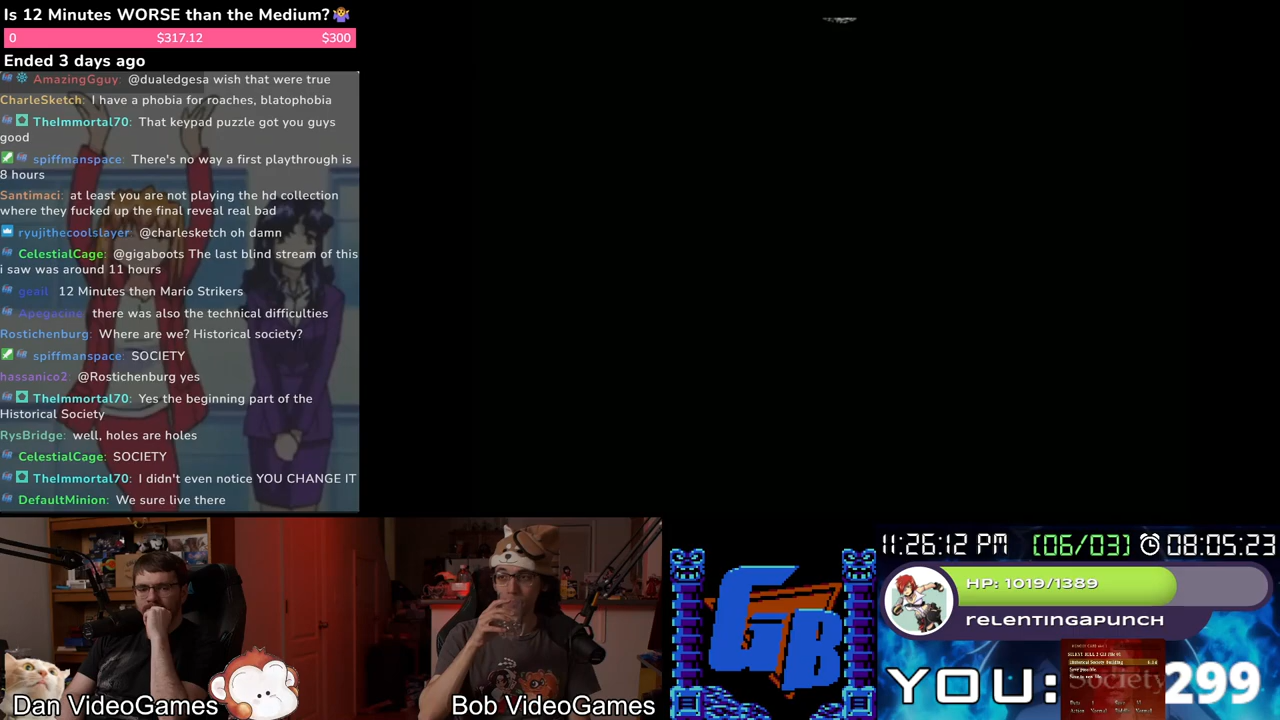 Is 12 Minutes WORSE than the Medium?🤷
0 $317.12 $300
Ended 3 days ago
AmazingGguy: @dualedgesa wish that were true
CharleSketch: I have a phobia for roaches, blatophobia
TheImmortal70: That keypad puzzle got you guys
good
spiffmanspace: There's no way a first playthrough is
8 hours
Santimaci: at least you are not playing the hd collection
where they fucked up the final reveal real bad
ryujithecoolslayer: @charlesketch oh damn
CelestialCage: @gigaboots The last blind stream of this
i saw was around 11 hours
geail: 12 Minutes then Mario Strikers
Apegacine: there was also the technical difficulties
Rostichenburg: Where are we? Historical society?
spiffmanspace: SOCIETY
hassanico2: @Rostichenburg yes
TheImmortal70: Yes the beginning part of the
Historical Society
RysBridge: well, holes are holes
CelestialCage: SOCIETY
TheImmortal70: I didn't even notice YOU CHANGE IT
DefaultMinion: We sure live there
Dan VideoGames
Bob VideoGames
GB
11:26:12 PM [06/03] 08:05:23
HP: 1019/1389
RELENTINGAPUNCH
YOU: 299
Society